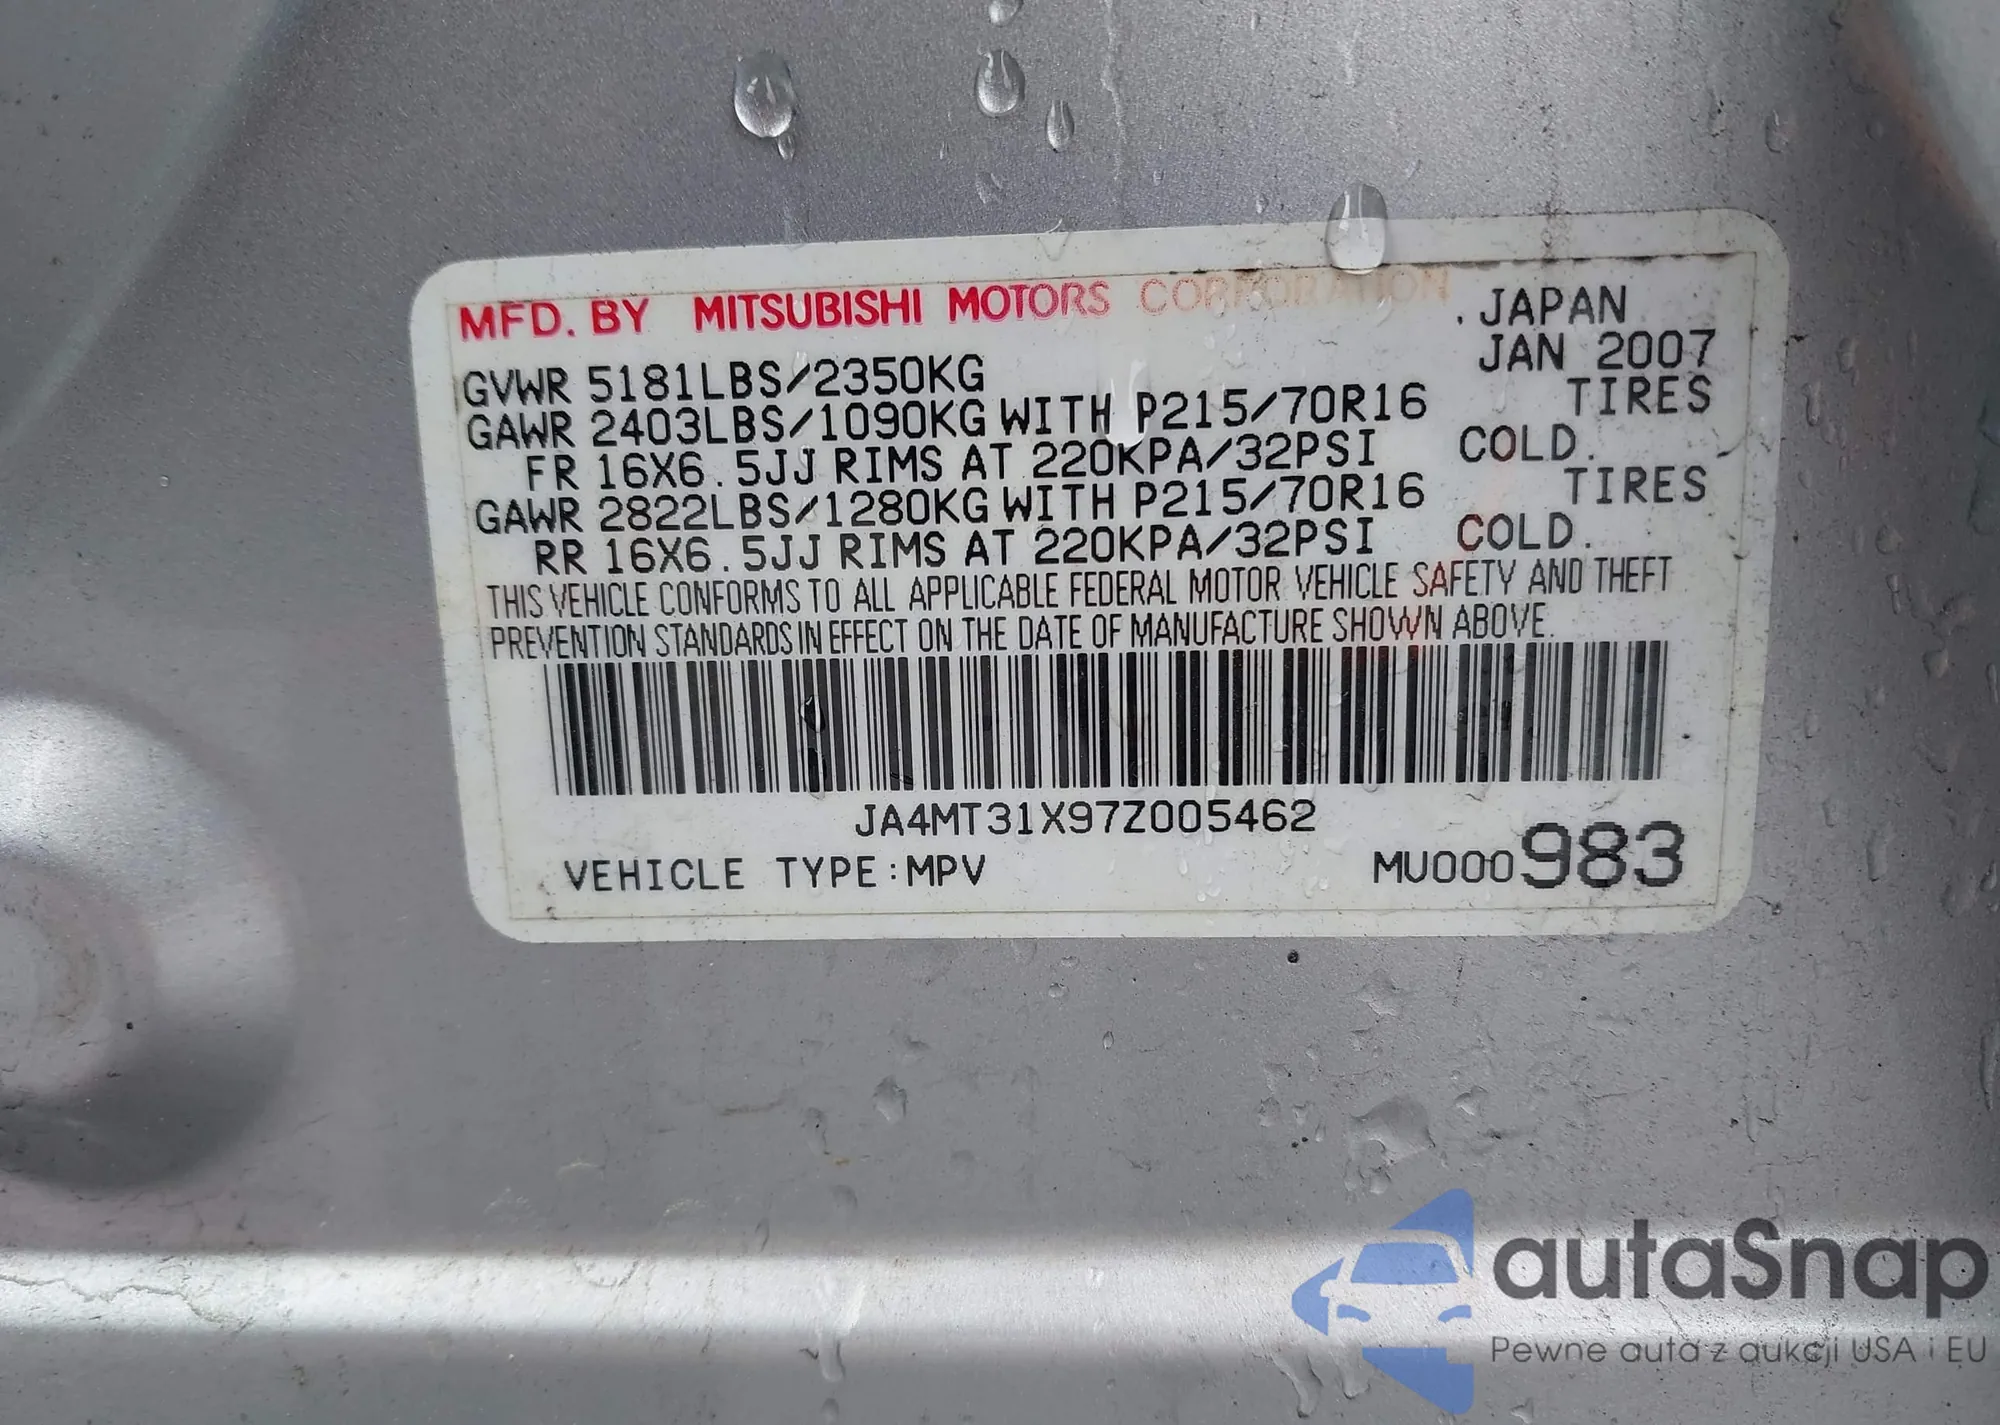 MFD. BY MITSUBISHI MOTORS CORPORATION . JAPAN
JAN 2007
GVWR 5181LBS/2350KG
GAWR 2403LBS/1090KG WITH P215/70R16 TIRES
FR 16X6.5JJ RIMS AT 220KPA/32PSI COLD.
GAWR 2822LBS/1280KG WITH P215/70R16 TIRES
RR 16X6.5JJ RIMS AT 220KPA/32PSI COLD.
THIS VEHICLE CONFORMS TO ALL APPLICABLE FEDERAL MOTOR VEHICLE SAFETY AND THEFT
PREVENTION STANDARDS IN EFFECT ON THE DATE OF MANUFACTURE SHOWN ABOVE.
JA4MT31X97Z005462
VEHICLE TYPE:MPV MU000983
autaSnap
Pewne auta z aukcji USA i EU